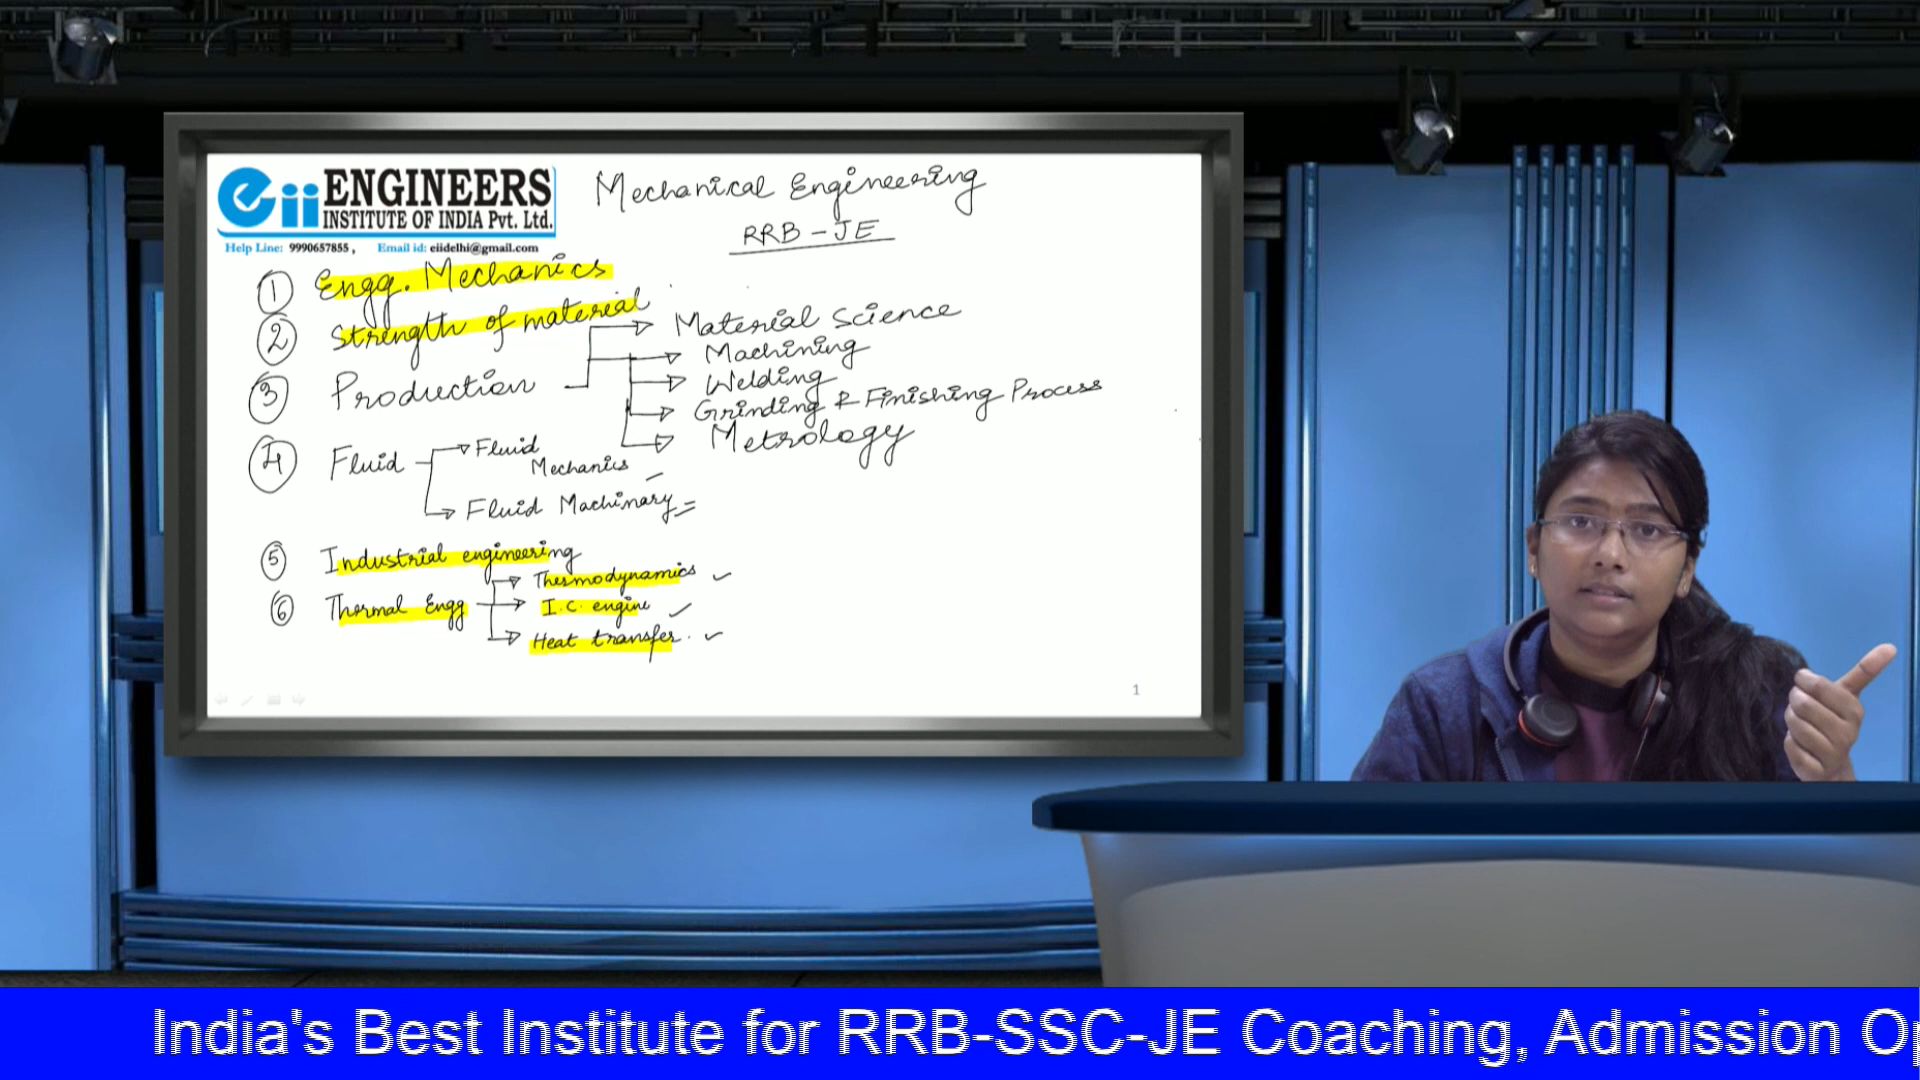 eii ENGINEERS
INSTITUTE OF INDIA Pvt. Ltd.
Help Line: 9990657855 , Email id: eiidelhi@gmail.com
Mechanical Engineering
RRB - JE
1 Engg. Mechanics
2 Strength of material
3 Production
Material Science
Machining
Welding
Grinding & Finishing Process
Metrology
4 Fluid
Fluid
Mechanics
Fluid Machinary
5 Industrial engineering
6 Thermal Engg
Thermodynamics
I.C. engine
Heat transfer.
1
India's Best Institute for RRB-SSC-JE Coaching, Admission Op